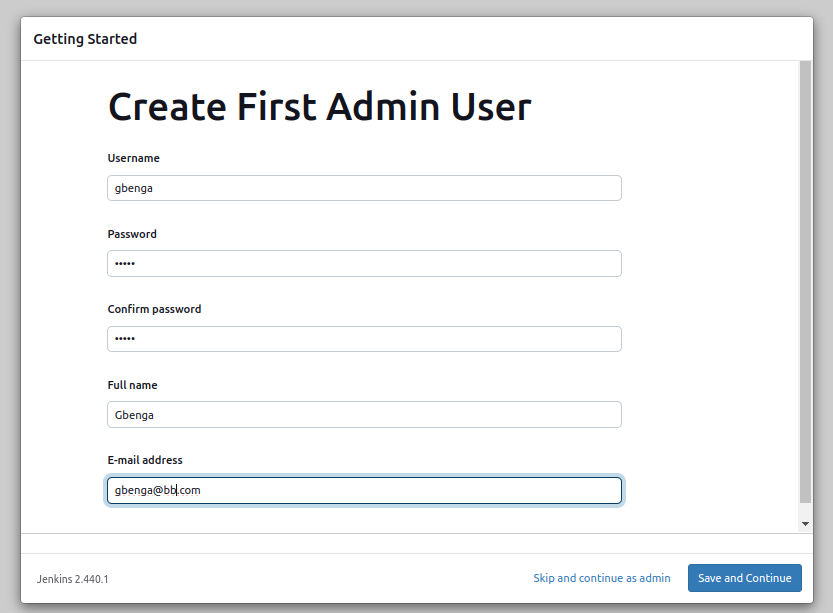 Getting Started
Create First Admin User
Username
gbenga
Password
•••••
Confirm password
•••••
Full name
Gbenga
E-mail address
gbenga@bb.com
Jenkins 2.440.1
Skip and continue as admin
Save and Continue